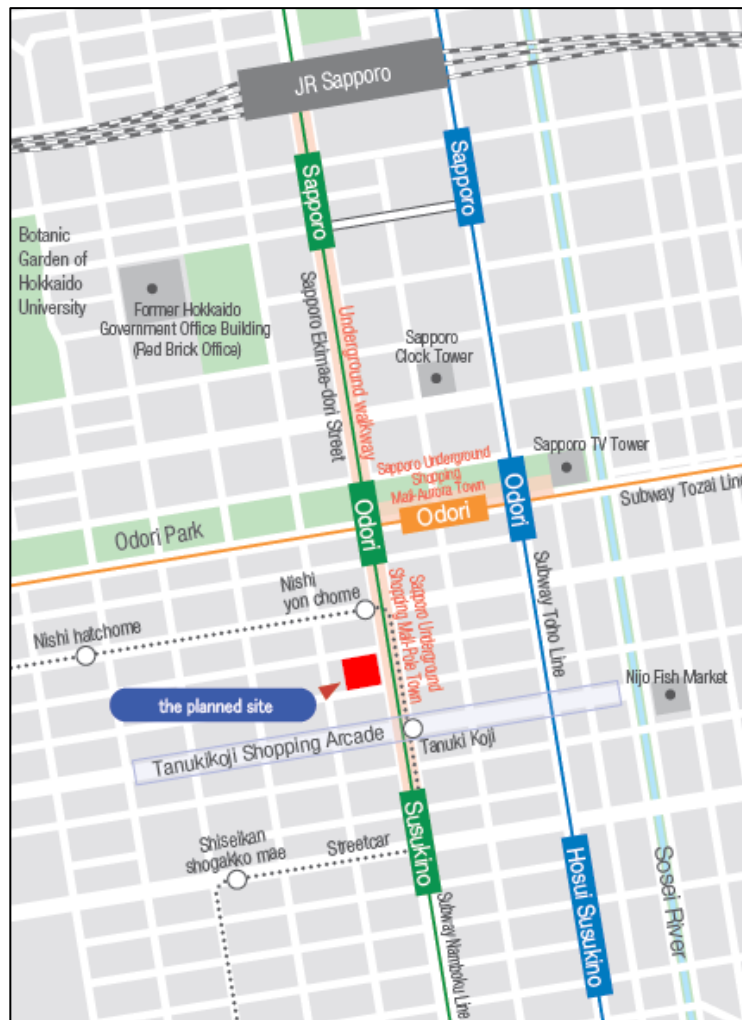 JR Sapporo
Sapporo
Sapporo
Botanic
Garden of
Hokkaido
University
Former Hokkaido
Government Office Building
(Red Brick Office)
Sapporo Ekimae-dori Street
Underground walkway
Sapporo
Clock Tower
Sapporo TV Tower
Sapporo Underground
Shopping
Mall-Aurora Town
Odori
Odori
Odori
Subway Tozai Line
Odori Park
Nishi
yon chome
Nishi hatchome
Sapporo Underground
Shopping Mall-Pole Town
Subway Toho Line
Nijo Fish Market
the planned site
Tanukikoji Shopping Arcade
Tanuki Koji
Susukino
Shiseikan
shogakko mae
Streetcar
Hosui Susukino
Sosei River
Subway Namboku Line